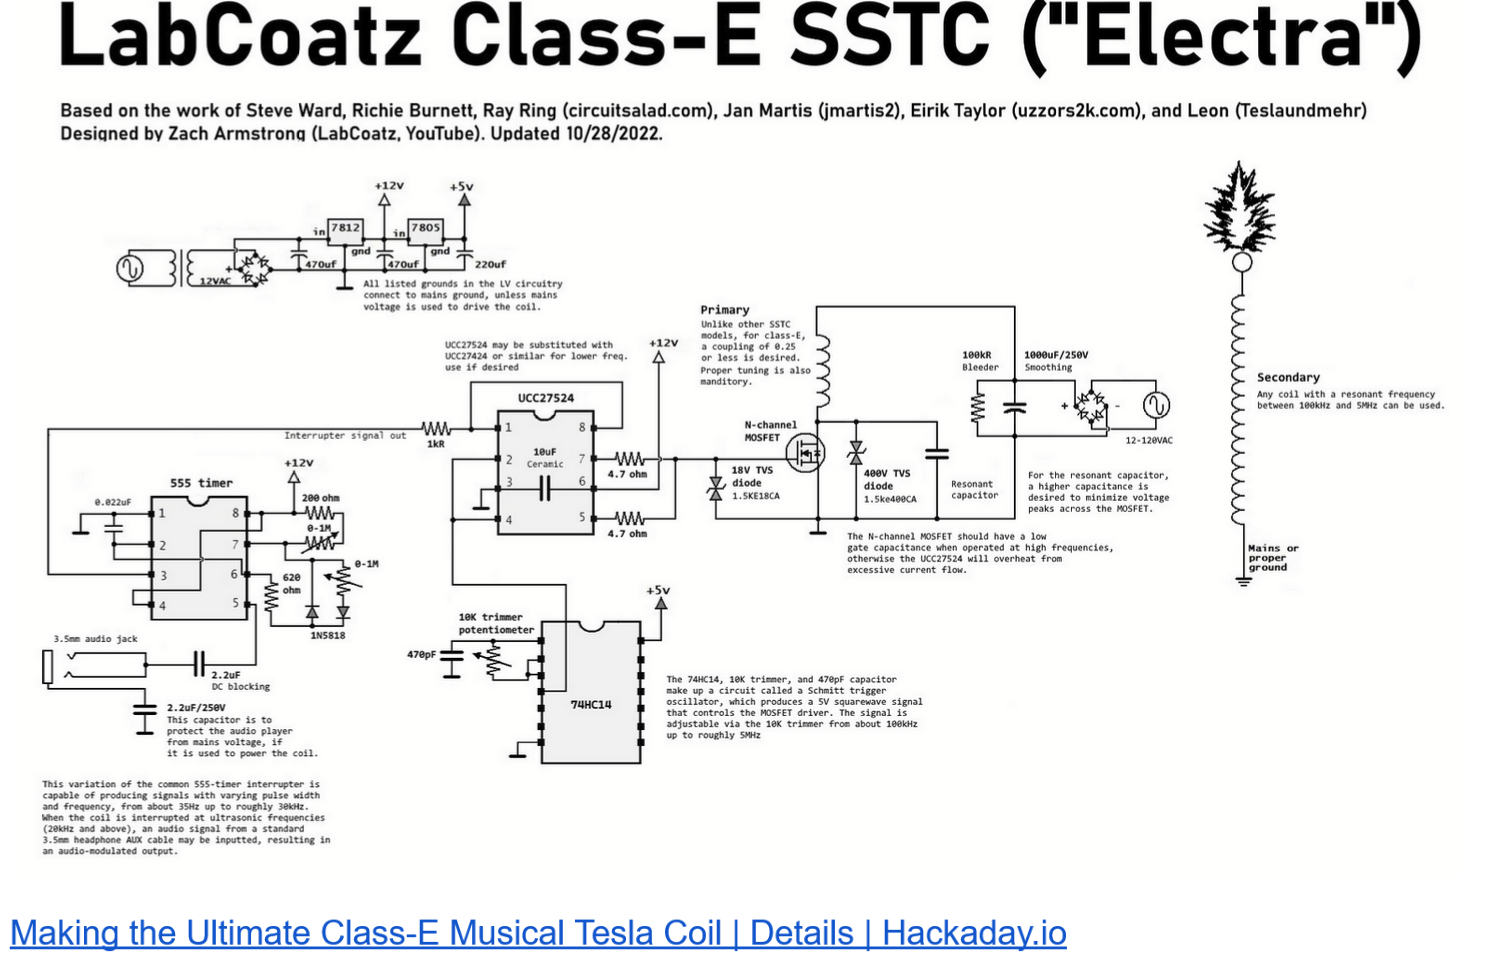 LabCoatz Class-E SSTC ("Electra")
Based on the work of Steve Ward, Richie Burnett, Ray Ring (circuitsalad.com), Jan Martis (jmartis2), Eirik Taylor (uzzors2k.com), and Leon (Teslaundmehr)
Designed by Zach Armstrong (LabCoatz, YouTube). Updated 10/28/2022.
+12v
+5v
in
7812
in
7805
gnd
gnd
+
12VAC
470uf
470uf
220uf
All listed grounds in the LV circuitry
connect to mains ground, unless mains
voltage is used to drive the coil.
UCC27524 may be substituted with
UCC27424 or similar for lower freq.
use if desired
+12v
UCC27524
1
2
3
4
8
7
6
5
10uF
Ceramic
Interrupter signal out
1kR
4.7 ohm
4.7 ohm
Primary
Unlike other SSTC
models, for class-E,
a coupling of 0.25
or less is desired.
Proper tuning is also
manditory.
N-channel
MOSFET
18V TVS
diode
1.5KE18CA
400V TVS
diode
1.5ke400CA
Resonant
capacitor
100kR
Bleeder
1000uF/250V
Smoothing
+
-
12-120VAC
For the resonant capacitor,
a higher capacitance is
desired to minimize voltage
peaks across the MOSFET.
The N-channel MOSFET should have a low
gate capacitance when operated at high frequencies,
otherwise the UCC27524 will overheat from
excessive current flow.
Secondary
Any coil with a resonant frequency
between 100kHz and 5MHz can be used.
Mains or
proper
ground
555 timer
+12V
0.022uF
1
2
3
4
8
7
6
5
200 ohm
0-1M
0-1M
620
ohm
1N5818
3.5mm audio jack
2.2uF
DC blocking
2.2uF/250V
This capacitor is to
protect the audio player
from mains voltage, if
it is used to power the coil.
10K trimmer
potentiometer
470pF
+5v
74HC14
The 74HC14, 10K trimmer, and 470pF capacitor
make up a circuit called a Schmitt trigger
oscillator, which produces a 5V squarewave signal
that controls the MOSFET driver. The signal is
adjustable via the 10K trimmer from about 100kHz
up to roughly 5MHz
This variation of the common 555-timer interrupter is
capable of producing signals with varying pulse width
and frequency, from about 35Hz up to roughly 30kHz.
When the coil is interrupted at ultrasonic frequencies
(20kHz and above), an audio signal from a standard
3.5mm headphone AUX cable may be inputted, resulting in
an audio-modulated output.
Making the Ultimate Class-E Musical Tesla Coil | Details | Hackaday.io